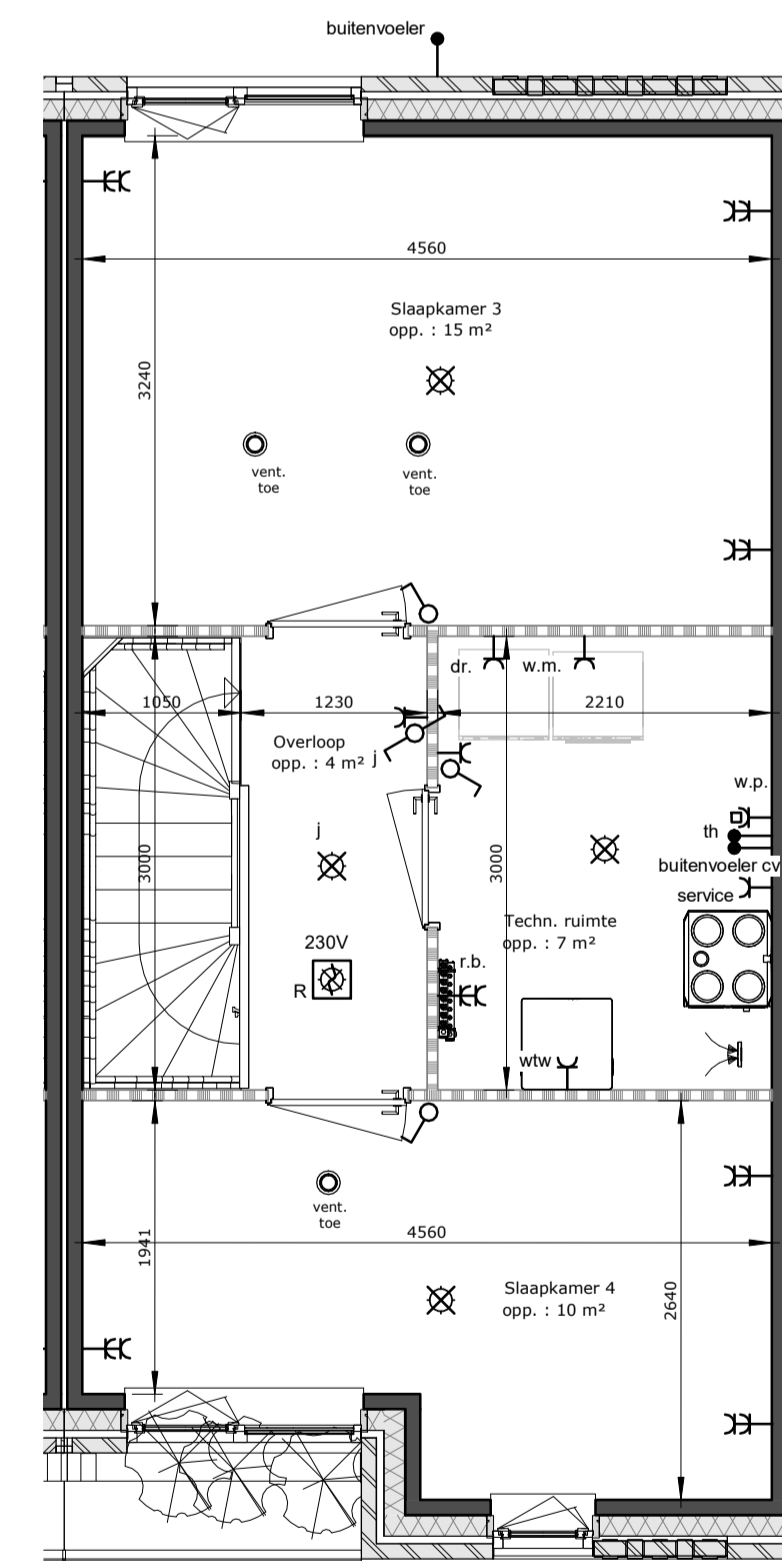 buitenvoeler
4560
Slaapkamer 3
opp. : 15 m²
3240
vent.
toe
vent.
toe
dr.
w.m.
1050
1230
2210
Overloop
opp. : 4 m²
j
w.p.
j
th
3000
3000
buitenvoeler cv
service
Techn. ruimte
opp. : 7 m²
230V
r.b.
R
wtw
vent.
toe
4560
1941
Slaapkamer 4
opp. : 10 m²
2640